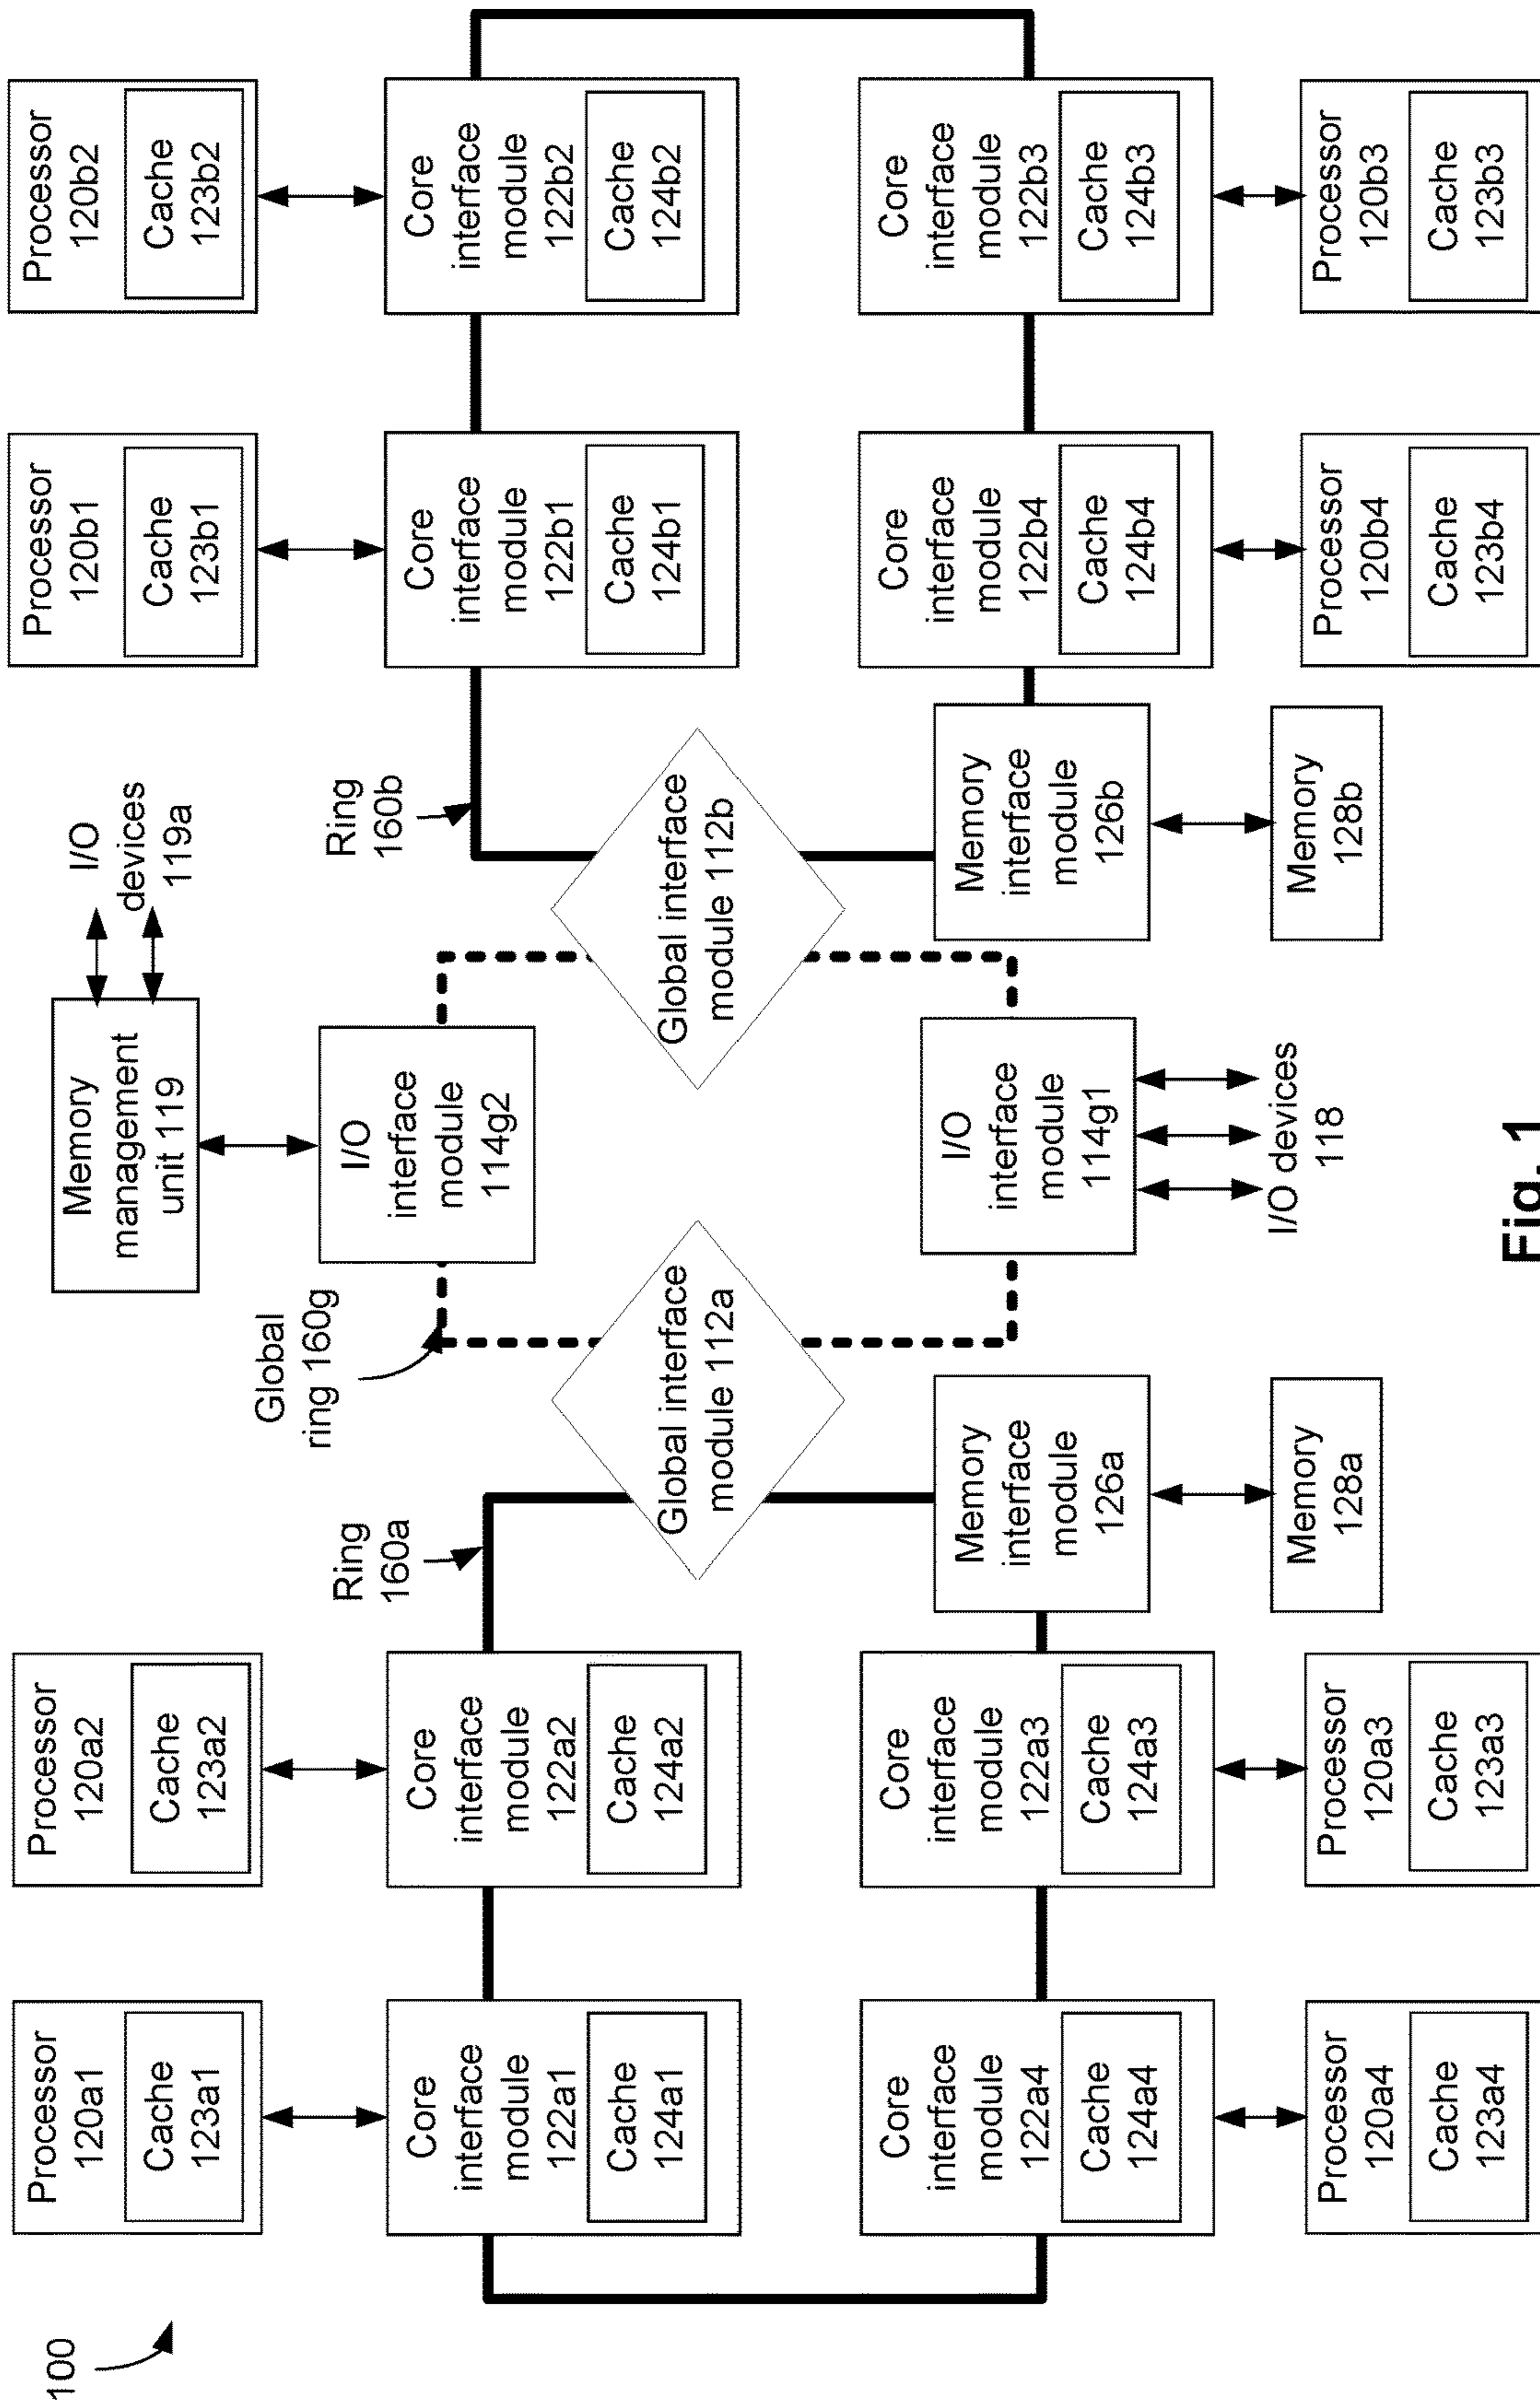 100
Processor
120a1
Cache
123a1
Processor
120a2
Cache
123a2
Memory
management
unit 119
I/O
devices
119a
Processor
120b1
Cache
123b1
Processor
120b2
Cache
123b2
Core
interface
module
122a1
Cache
124a1
Core
interface
module
122a2
Cache
124a2
Ring
160a
Global
ring 160g
I/O
interface
module
114g2
Ring
160b
Core
interface
module
122b1
Cache
124b1
Core
interface
module
122b2
Cache
124b2
Global interface
module 112a
Global interface
module 112b
Core
interface
module
122a4
Cache
124a4
Core
interface
module
122a3
Cache
124a3
Memory
interface
module
126a
I/O
interface
module
114g1
Memory
interface
module
126b
Core
interface
module
122b4
Cache
124b4
Core
interface
module
122b3
Cache
124b3
Processor
120a4
Cache
123a4
Processor
120a3
Cache
123a3
Memory
128a
I/O devices
118
Memory
128b
Processor
120b4
Cache
123b4
Processor
120b3
Cache
123b3
Fig. 1